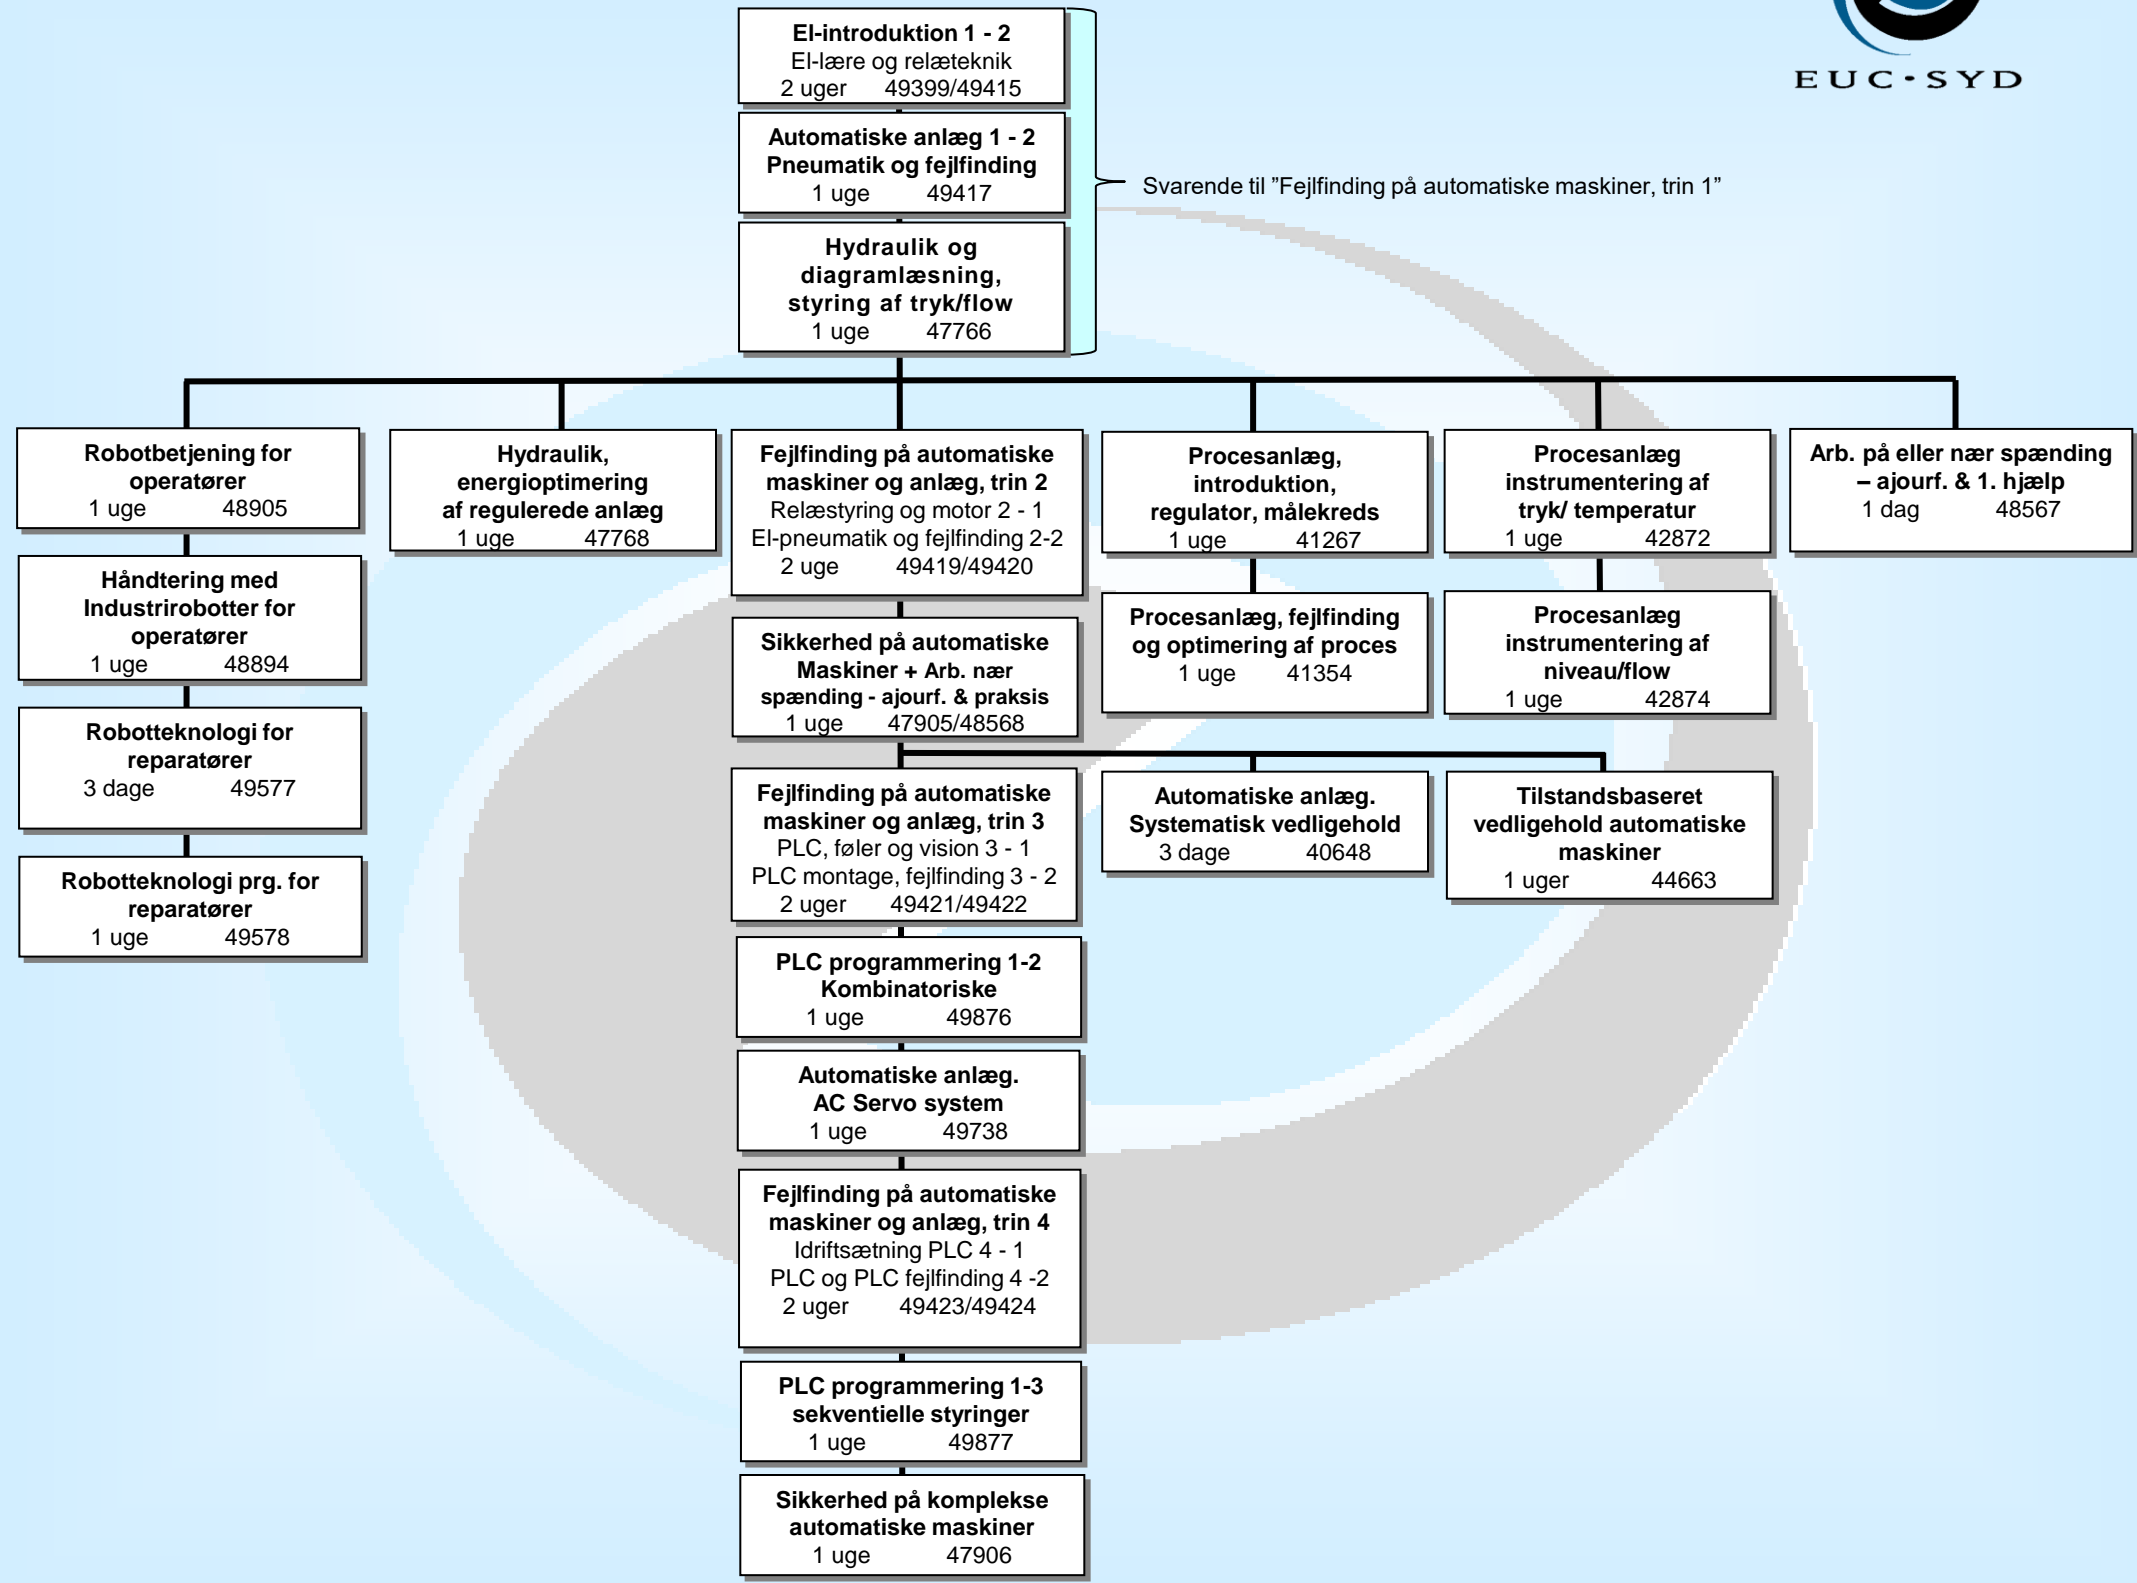 EUC·SYD
El-introduktion 1 - 2
El-lære og relæteknik
2 uger 49399/49415
Automatiske anlæg 1 - 2
Pneumatik og fejlfinding
1 uge 49417
Svarende til ”Fejlfinding på automatiske maskiner, trin 1”
Hydraulik og
diagramlæsning,
styring af tryk/flow
1 uge 47766
Robotbetjening for
operatører
1 uge 48905
Håndtering med
Industrirobotter for
operatører
1 uge 48894
Robotteknologi for
reparatører
3 dage 49577
Robotteknologi prg. for
reparatører
1 uge 49578
Hydraulik,
energioptimering
af regulerede anlæg
1 uge 47768
Fejlfinding på automatiske
maskiner og anlæg, trin 2
Relæstyring og motor 2 - 1
El-pneumatik og fejlfinding 2-2
2 uge 49419/49420
Sikkerhed på automatiske
Maskiner + Arb. nær
spænding - ajourf. & praksis
1 uge 47905/48568
Fejlfinding på automatiske
maskiner og anlæg, trin 3
PLC, føler og vision 3 - 1
PLC montage, fejlfinding 3 - 2
2 uger 49421/49422
PLC programmering 1-2
Kombinatoriske
1 uge 49876
Automatiske anlæg.
AC Servo system
1 uge 49738
Fejlfinding på automatiske
maskiner og anlæg, trin 4
Idriftsætning PLC 4 - 1
PLC og PLC fejlfinding 4 -2
2 uger 49423/49424
PLC programmering 1-3
sekventielle styringer
1 uge 49877
Sikkerhed på komplekse
automatiske maskiner
1 uge 47906
Procesanlæg,
introduktion,
regulator, målekreds
1 uge 41267
Procesanlæg, fejlfinding
og optimering af proces
1 uge 41354
Automatiske anlæg.
Systematisk vedligehold
3 dage 40648
Procesanlæg
instrumentering af
tryk/ temperatur
1 uge 42872
Procesanlæg
instrumentering af
niveau/flow
1 uge 42874
Tilstandsbaseret
vedligehold automatiske
maskiner
1 uger 44663
Arb. på eller nær spænding
– ajourf. & 1. hjælp
1 dag 48567